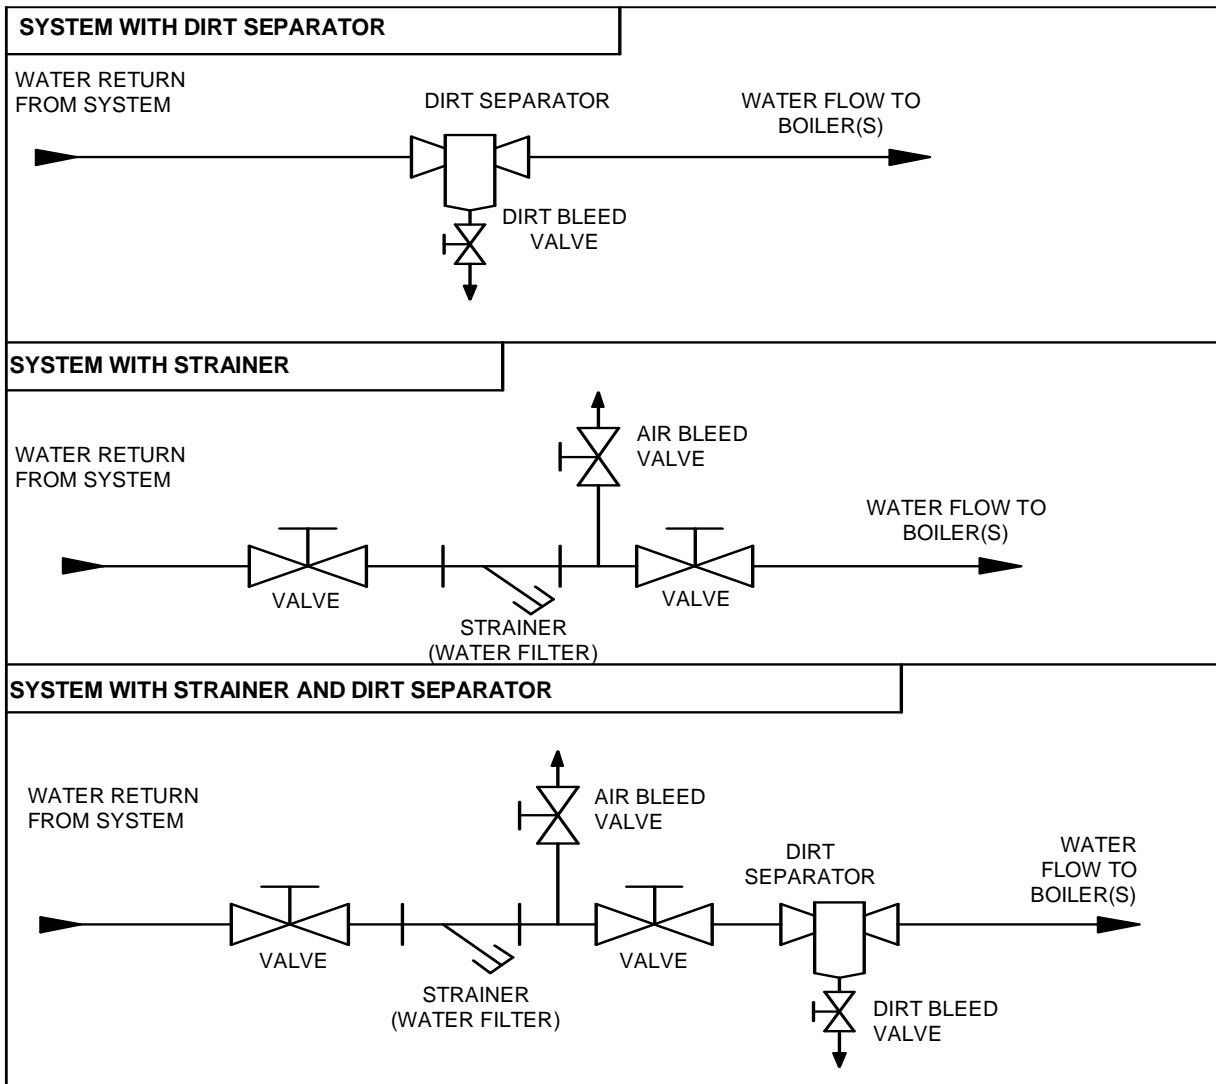 SYSTEM WITH DIRT SEPARATOR
WATER RETURN
FROM SYSTEM
DIRT SEPARATOR
WATER FLOW TO
BOILER(S)
DIRT BLEED
VALVE
SYSTEM WITH STRAINER
WATER RETURN
FROM SYSTEM
AIR BLEED
VALVE
WATER FLOW TO
BOILER(S)
VALVE
STRAINER
(WATER FILTER)
VALVE
SYSTEM WITH STRAINER AND DIRT SEPARATOR
WATER RETURN
FROM SYSTEM
AIR BLEED
VALVE
DIRT
SEPARATOR
WATER
FLOW TO
BOILER(S)
VALVE
STRAINER
(WATER FILTER)
VALVE
DIRT BLEED
VALVE